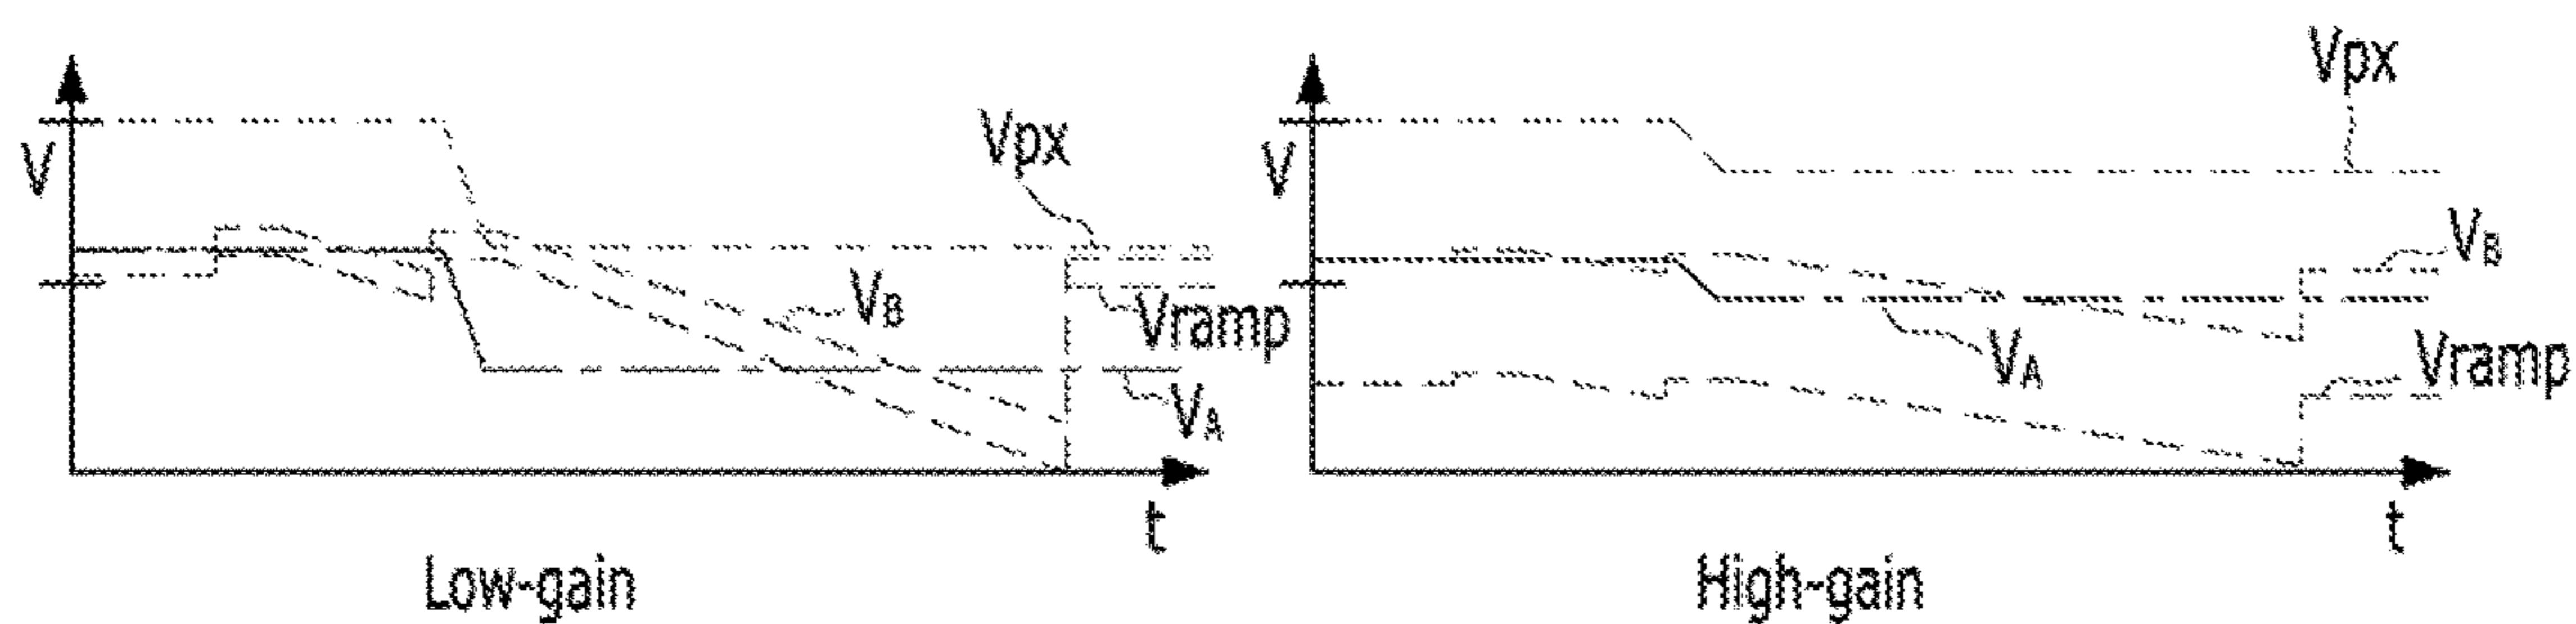 V
Vpx
VB
Vramp
VA
t
Low-gain
V
Vpx
VB
VA
Vramp
t
High-gain